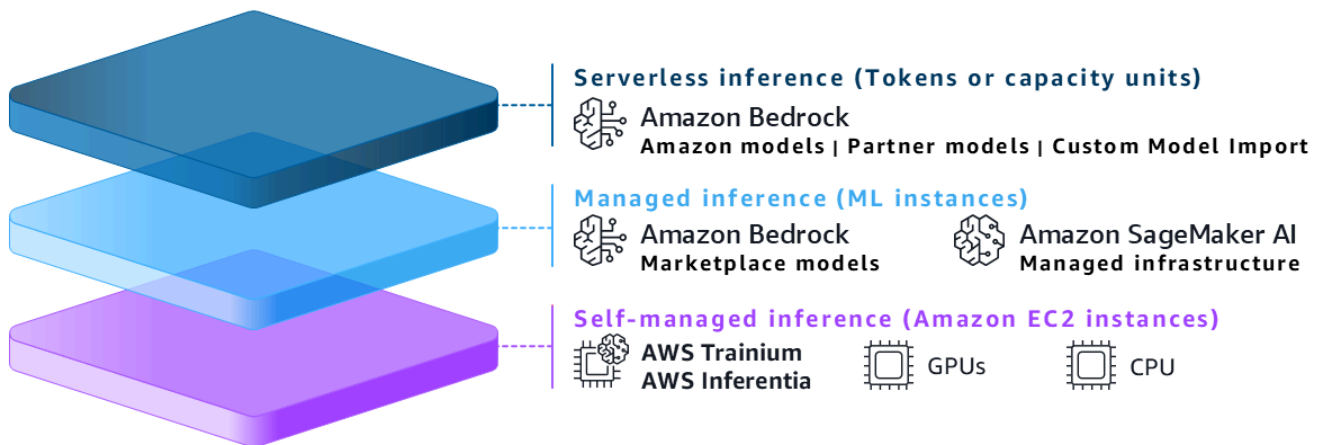 Serverless inference (Tokens or capacity units)
Amazon Bedrock
Amazon models | Partner models | Custom Model Import
Managed inference (ML instances)
Amazon Bedrock
Marketplace models
Amazon SageMaker AI
Managed infrastructure
Self-managed inference (Amazon EC2 instances)
AWS Trainium
AWS Inferentia
GPUs
CPU